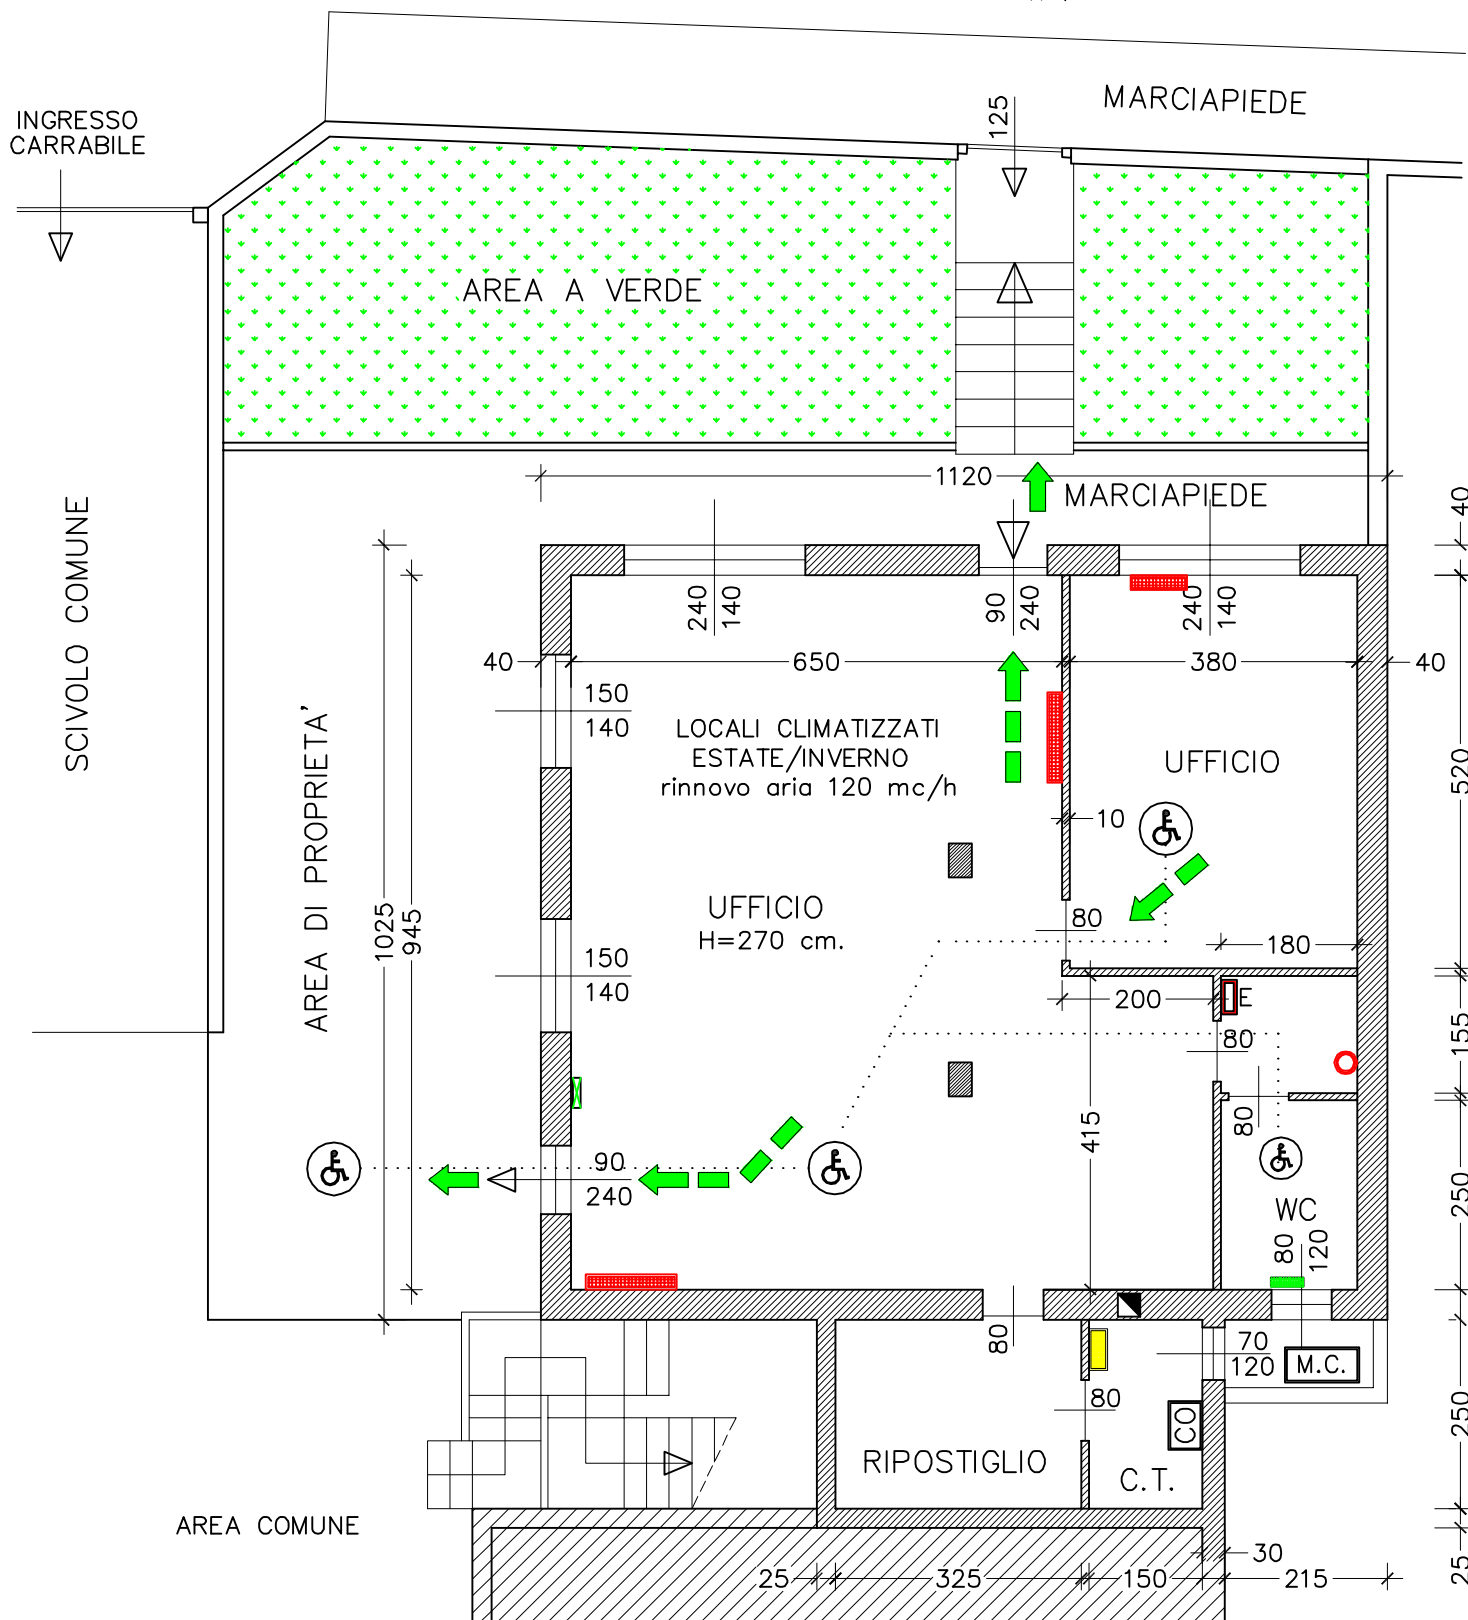 MARCIAPIEDE
125
INGRESSO
CARRABILE
AREA A VERDE
1120
MARCIAPIEDE
40
SCIVOLO COMUNE
AREA DI PROPRIETA'
1025
945
240
140
90
240
240
140
40
650
380
40
150
140
LOCALI CLIMATIZZATI
ESTATE/INVERNO
rinnovo aria 120 mc/h
UFFICIO
520
10
UFFICIO
H=270 cm.
80
180
150
140
200
E
80
155
415
80
90
240
250
WC
80
120
80
70
120
M.C.
80
CO
250
RIPOSTIGLIO
C.T.
AREA COMUNE
30
25
325
150
215
25